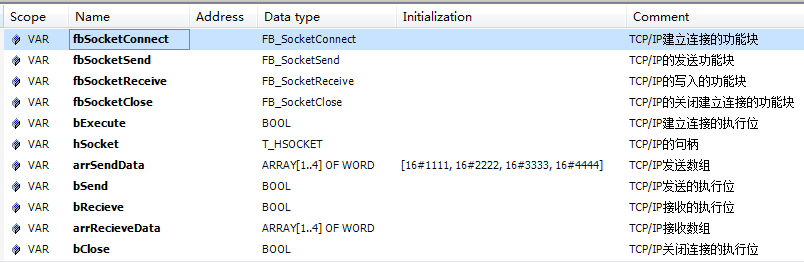 Scope Name Address Data type Initialization Comment
VAR fbSocketConnect FB_SocketConnect TCP/IP建立连接的功能块
VAR fbSocketSend FB_SocketSend TCP/IP的发送功能块
VAR fbSocketReceive FB_SocketReceive TCP/IP的写入的功能块
VAR fbSocketClose FB_SocketClose TCP/IP的关闭建立连接的功能块
VAR bExecute BOOL TCP/IP建立连接的执行位
VAR hSocket T_HSOCKET TCP/IP的句柄
VAR arrSendData ARRAY[1..4] OF WORD [16#1111, 16#2222, 16#3333, 16#4444] TCP/IP发送数组
VAR bSend BOOL TCP/IP发送的执行位
VAR bRecieve BOOL TCP/IP接收的执行位
VAR arrRecieveData ARRAY[1..4] OF WORD TCP/IP接收数组
VAR bClose BOOL TCP/IP关闭连接的执行位